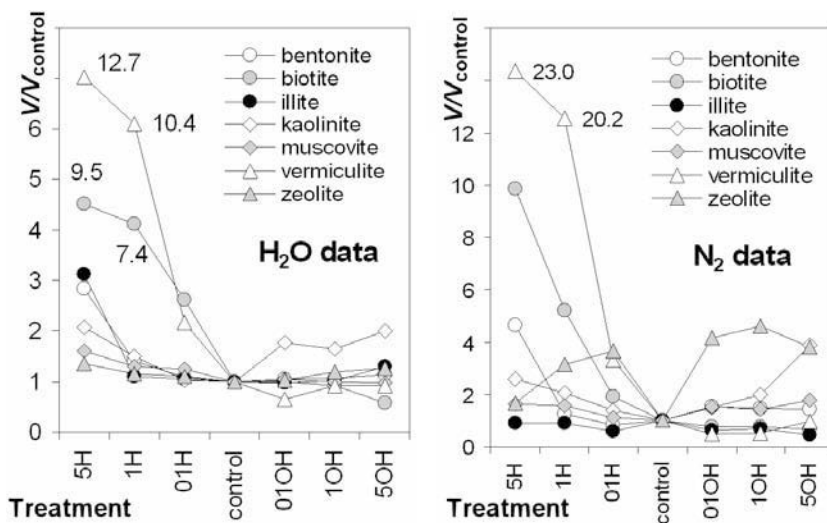 V/Vcontrol
6
5
4
3
2
1
0
12.7
10.4
9.5
7.4
bentonite
biotite
illite
kaolinite
muscovite
vermiculite
zeolite
H₂O data
5H
1H
01H
control
01OH
1OH
5OH
Treatment
V/Vcontrol
12
10
8
6
4
2
0
23.0
20.2
bentonite
biotite
illite
kaolinite
muscovite
vermiculite
zeolite
N₂ data
5H
1H
01H
control
01OH
1OH
5OH
Treatment